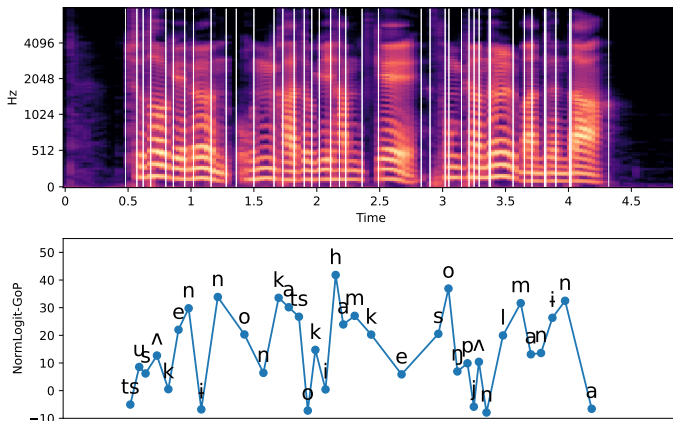 4096
2048
1024
512
0
Hz
0 0.5 1 1.5 2 2.5 3 3.5 4 4.5
Time
50
40
30
20
10
0
−10
NormLogit-GoP
ts u s ʌ k e n ɨ n o n k a ts o k ɨ h a m k e s o ŋ p j ʌ n l m a n ɨ n a